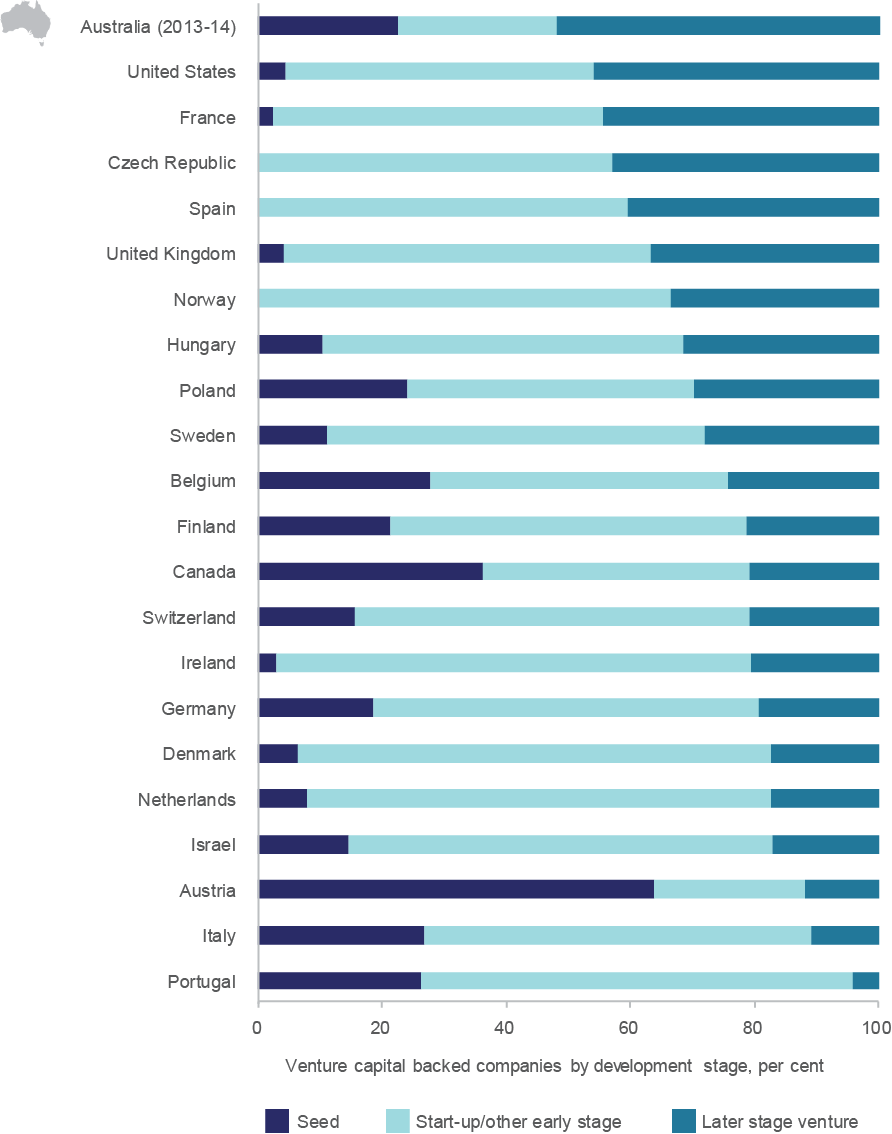 Australia (2013-14)
United States
France
Czech Republic
Spain
United Kingdom
Norway
Hungary
Poland
Sweden
Belgium
Finland
Canada
Switzerland
Ireland
Germany
Denmark
Netherlands
Israel
Austria
Italy
Portugal
0 20 40 60 80 100
Venture capital backed companies by development stage, per cent
Seed Start-up/other early stage Later stage venture